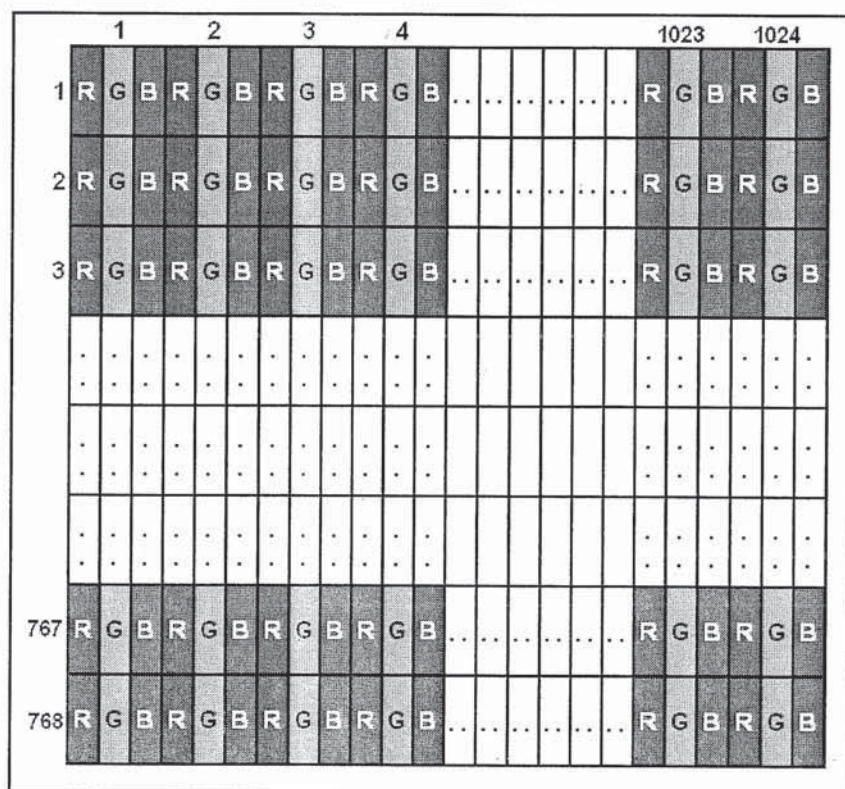 1 2 3 4 1023 1024
1 R G B R G B R G B R G B . . . . . . . . . . . . R G B R G B
2 R G B R G B R G B R G B . . . . . . . . . . . . R G B R G B
3 R G B R G B R G B R G B . . . . . . . . . . . . R G B R G B
767 R G B R G B R G B R G B . . . . . . . . . . . . R G B R G B
768 R G B R G B R G B R G B . . . . . . . . . . . . R G B R G B